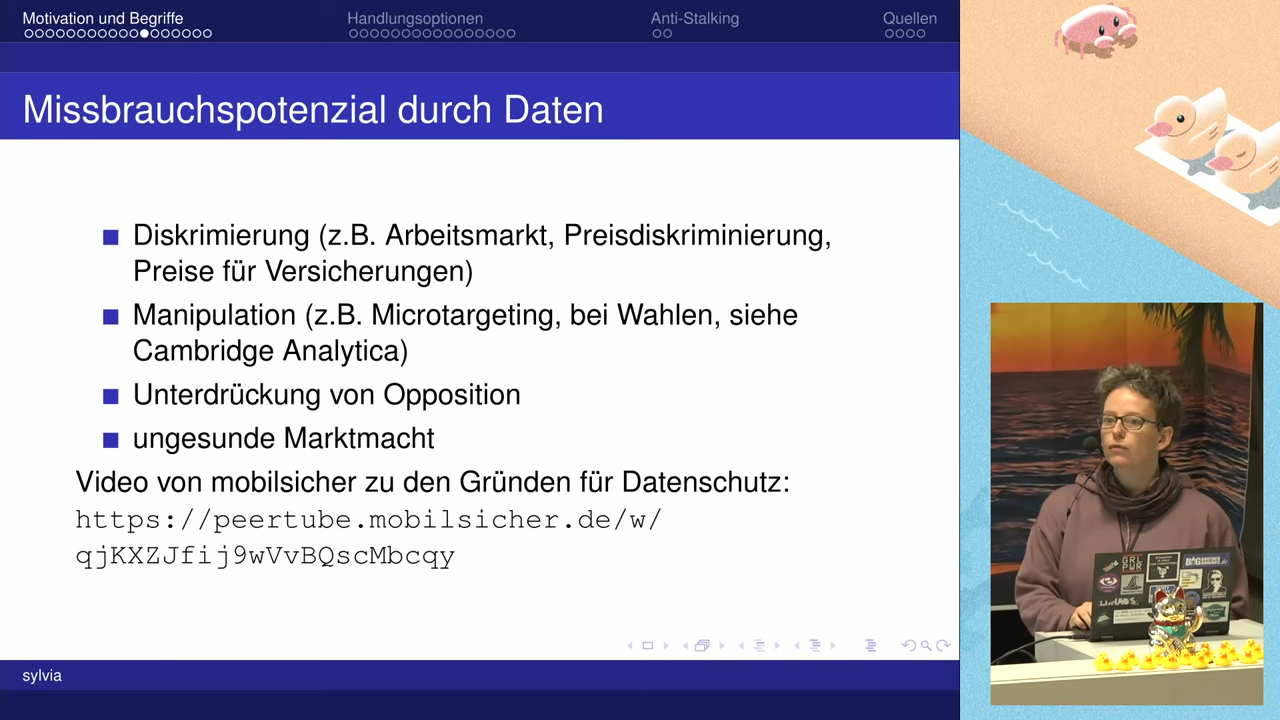 Motivation und Begriffe
Handlungsoptionen
Anti-Stalking
Quellen
Missbrauchspotenzial durch Daten
Diskrimierung (z.B. Arbeitsmarkt, Preisdiskriminierung,
Preise für Versicherungen)
Manipulation (z.B. Microtargeting, bei Wahlen, siehe
Cambridge Analytica)
Unterdrückung von Opposition
ungesunde Marktmacht
Video von mobilsicher zu den Gründen für Datenschutz:
https://peertube.mobilsicher.de/w/
qjKXZJfij9wVvBQscMbcqy
sylvia
GRL
PWR